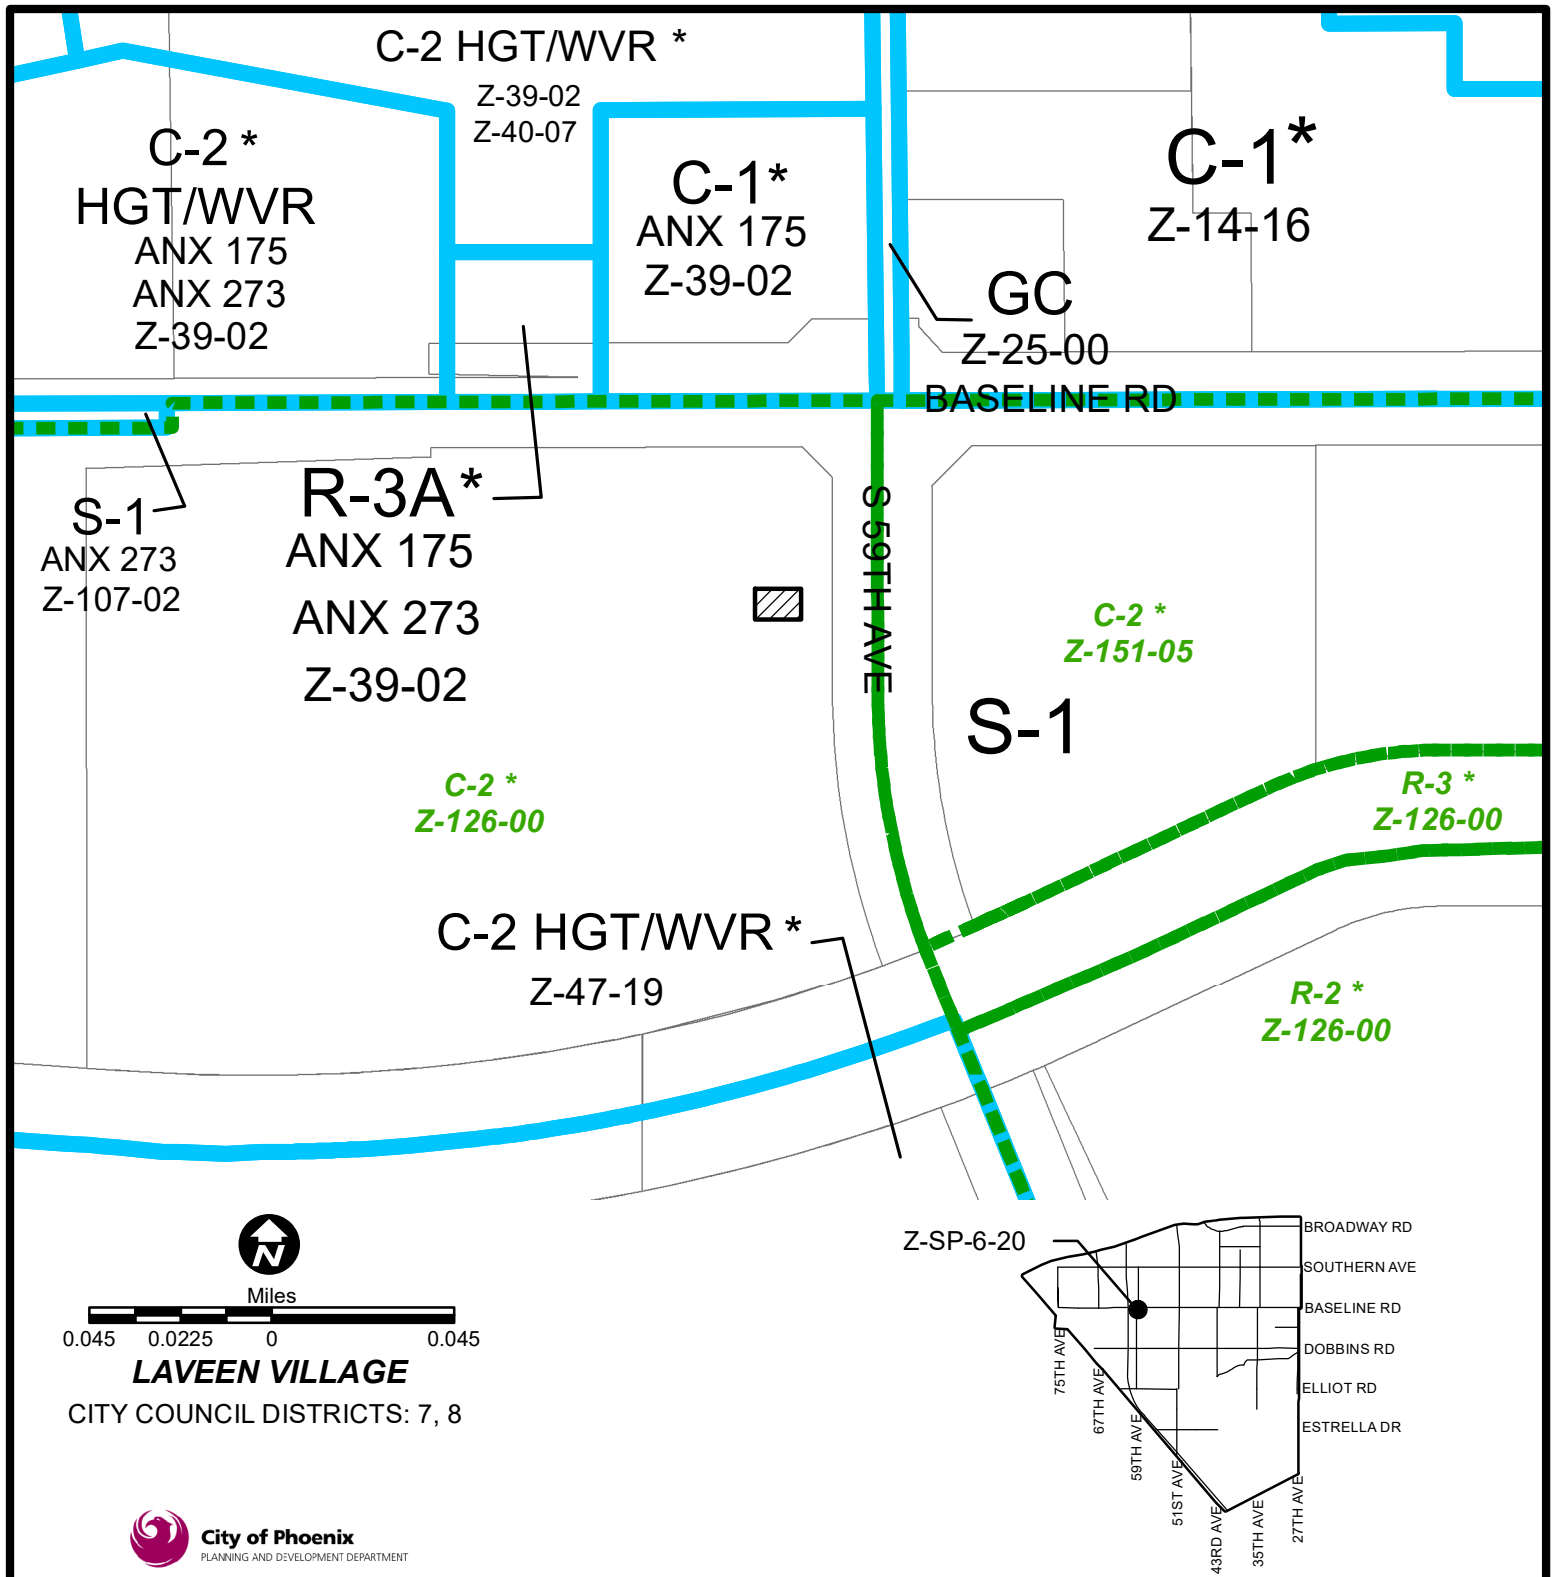 C-2 HGT/WVR *
Z-39-02
Z-40-07
C-2 *
HGT/WVR
ANX 175
ANX 273
Z-39-02
C-1*
ANX 175
Z-39-02
C-1*
Z-14-16
GC
Z-25-00
BASELINE RD
S-1
ANX 273
Z-107-02
R-3A *
ANX 175
ANX 273
Z-39-02
S 59TH AVE
C-2 *
Z-151-05
S-1
C-2 *
Z-126-00
R-3 *
Z-126-00
C-2 HGT/WVR *
Z-47-19
R-2 *
Z-126-00
N
Miles
0.045 0.0225 0 0.045
LAVEEN VILLAGE
CITY COUNCIL DISTRICTS: 7, 8
Z-SP-6-20
BROADWAY RD
SOUTHERN AVE
BASELINE RD
DOBBINS RD
ELLIOT RD
ESTRELLA DR
75TH AVE
67TH AVE
59TH AVE
51ST AVE
43RD AVE
35TH AVE
27TH AVE
City of Phoenix
PLANNING AND DEVELOPMENT DEPARTMENT